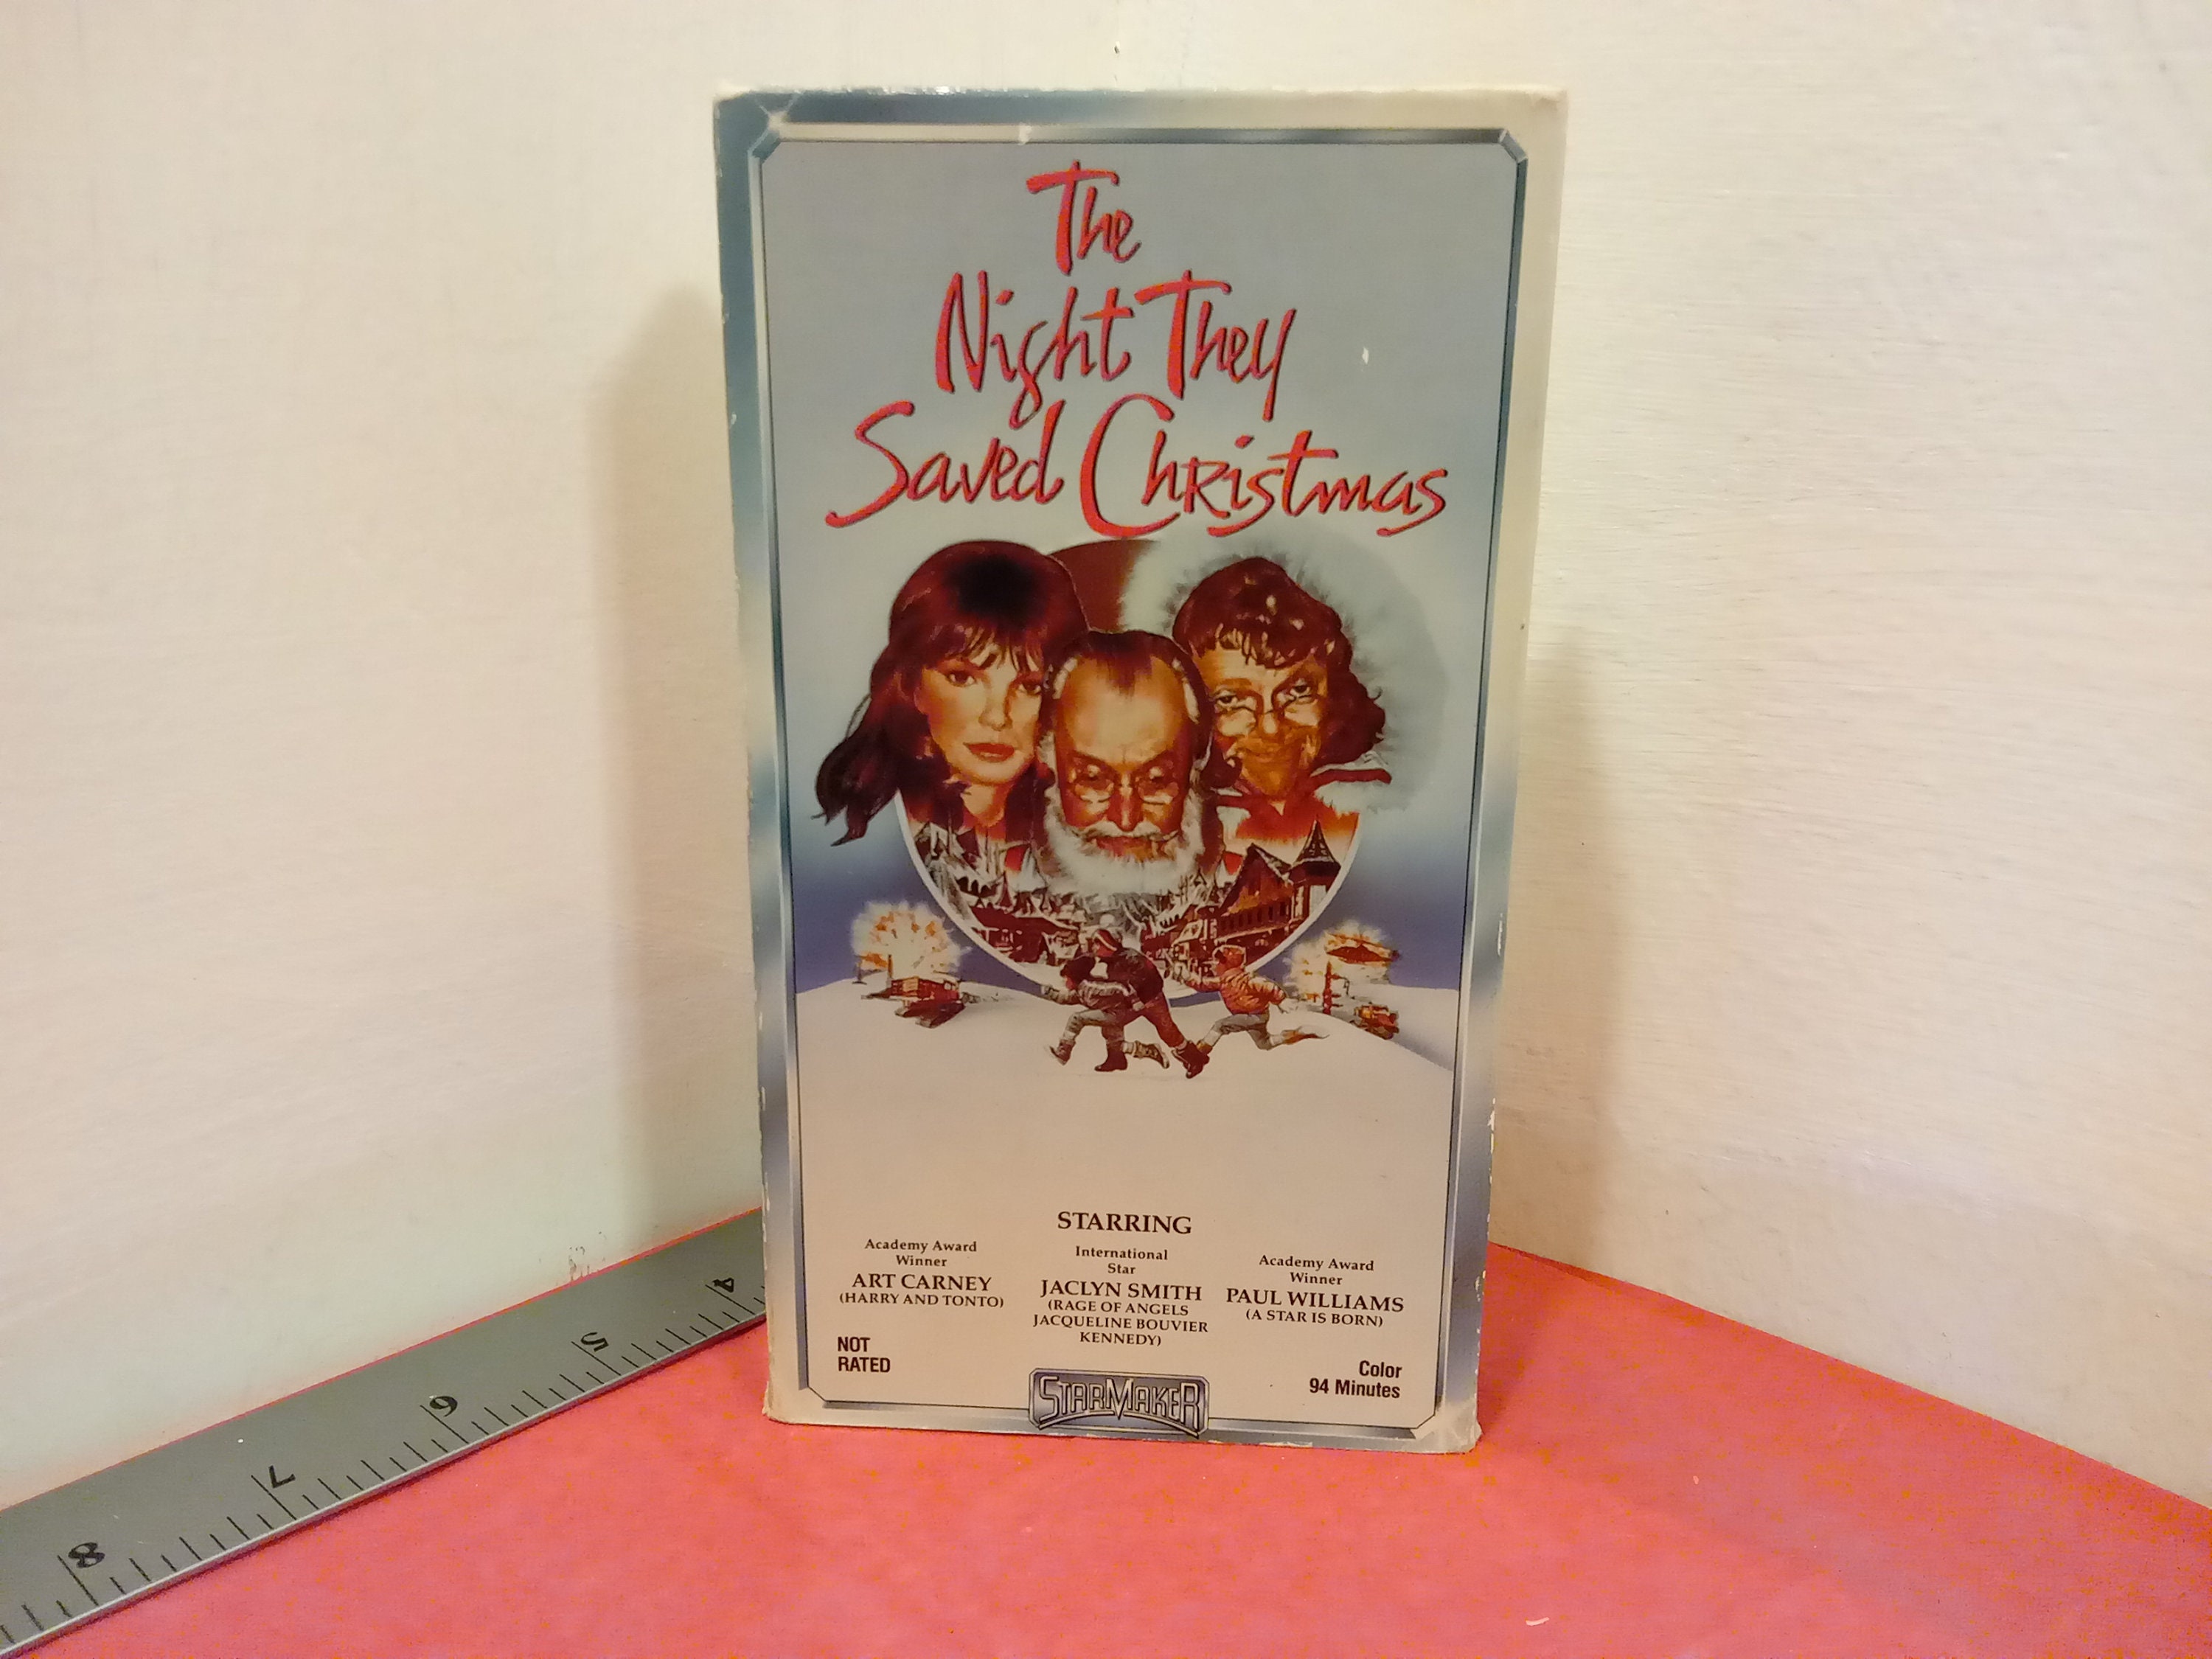 The
Night They
Saved Christmas
STARRING
Academy Award
Winner
ART CARNEY
(HARRY AND TONTO)
International
Star
JACLYN SMITH
(RAGE OF ANGELS
JACQUELINE BOUVIER
KENNEDY)
Academy Award
Winner
PAUL WILLIAMS
(A STAR IS BORN)
NOT
RATED
STARMAKER
Color
94 Minutes
4
5
6
7
8